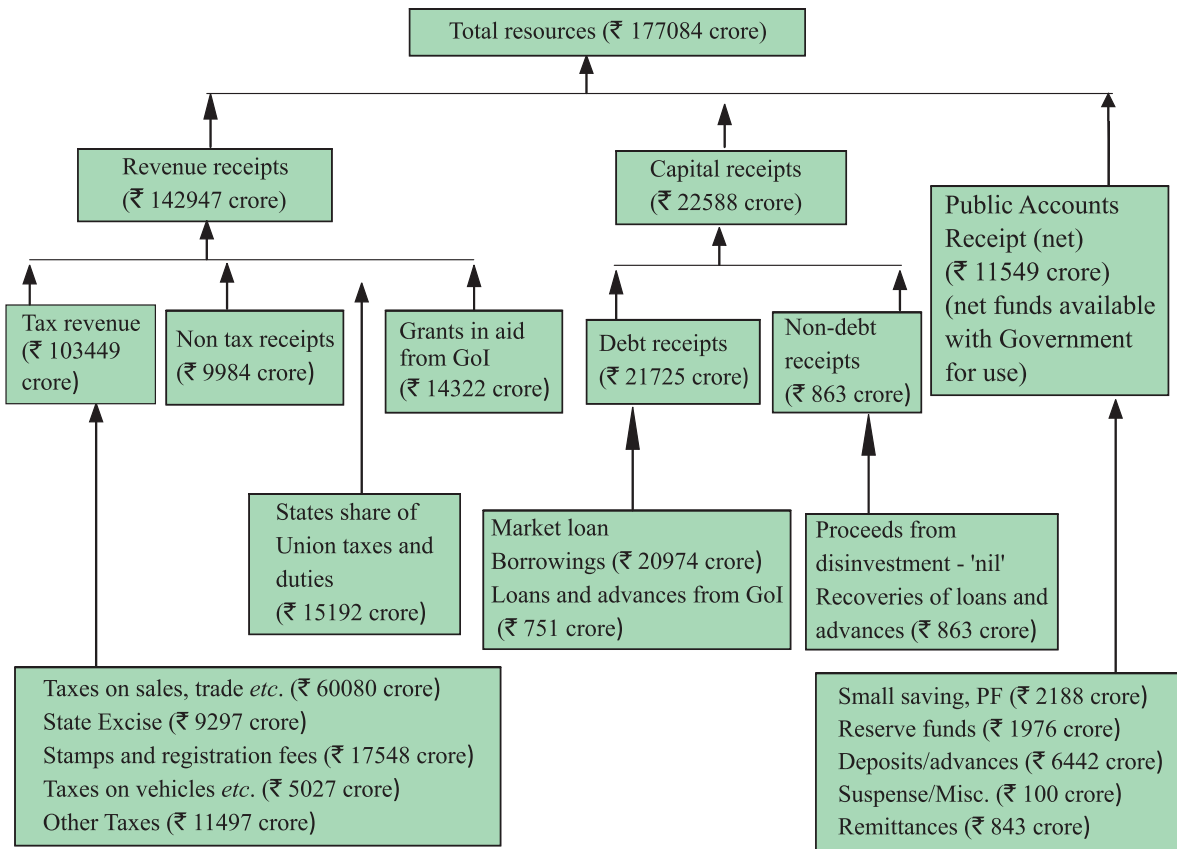 Total resources (₹ 177084 crore)
Revenue receipts
(₹ 142947 crore)
Capital receipts
(₹ 22588 crore)
Public Accounts
Receipt (net)
(₹ 11549 crore)
(net funds available
with Government
for use)
Tax revenue
(₹ 103449
crore)
Non tax receipts
(₹ 9984 crore)
Grants in aid
from GoI
(₹ 14322 crore)
Debt receipts
(₹ 21725 crore)
Non-debt
receipts
(₹ 863 crore)
States share of
Union taxes and
duties
(₹ 15192 crore)
Market loan
Borrowings (₹ 20974 crore)
Loans and advances from GoI
(₹ 751 crore)
Proceeds from
disinvestment - 'nil'
Recoveries of loans and
advances (₹ 863 crore)
Taxes on sales, trade etc. (₹ 60080 crore)
State Excise (₹ 9297 crore)
Stamps and registration fees (₹ 17548 crore)
Taxes on vehicles etc. (₹ 5027 crore)
Other Taxes (₹ 11497 crore)
Small saving, PF (₹ 2188 crore)
Reserve funds (₹ 1976 crore)
Deposits/advances (₹ 6442 crore)
Suspense/Misc. (₹ 100 crore)
Remittances (₹ 843 crore)